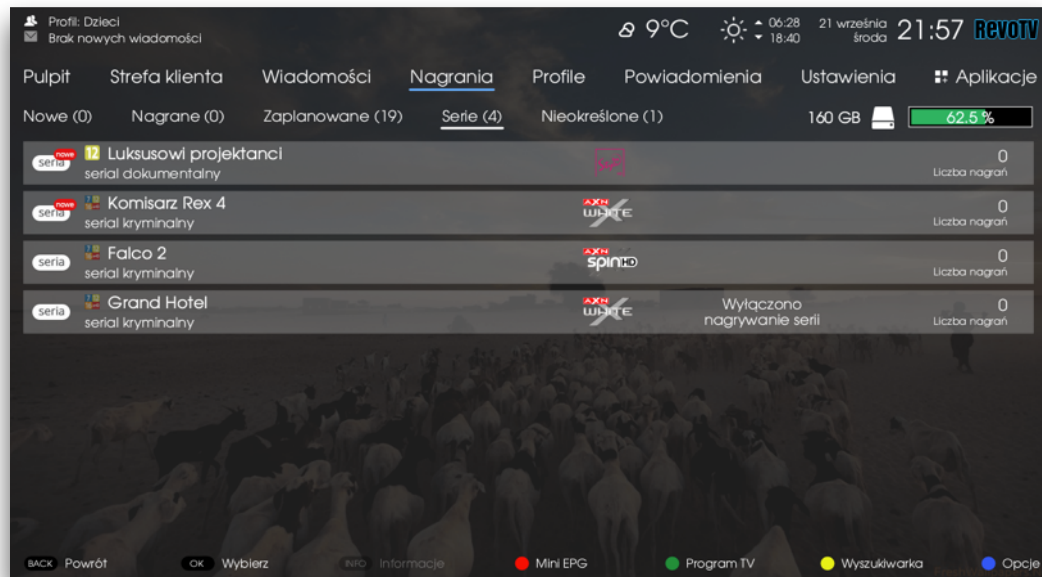 Profil: Dzieci
Brak nowych wiadomości
9°C
06:28
18:40
21 września
środa
21:57
RevoTV
Pulpit Strefa klienta Wiadomości Nagrania Profile Powiadomienia Ustawienia Aplikacje
Nowe (0) Nagrane (0) Zaplanowane (19) Serie (4) Nieokreślone (1) 160 GB 62.5 %
seria nowe 12 Luksusowi projektanci 0
serial dokumentalny Liczba nagrań
seria nowe Komisarz Rex 4 AXN WHITE 0
serial kryminalny Liczba nagrań
seria Falco 2 AXN spin HD 0
serial kryminalny Liczba nagrań
seria Grand Hotel AXN WHITE Wyłączono 0
serial kryminalny nagrywanie serii Liczba nagrań
BACK Powrót OK Wybierz INFO Informacje Mini EPG Program TV Wyszukiwarka Opcje